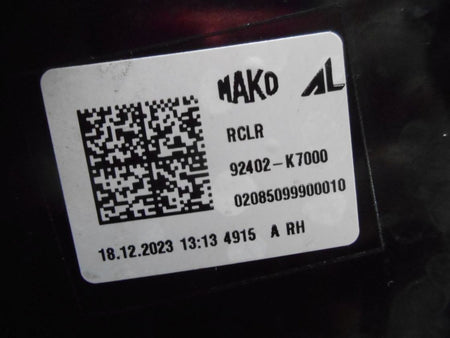 MAKO AL
RCLR
92402-K7000
02085099900010
18.12.2023 13:13 4915 A RH